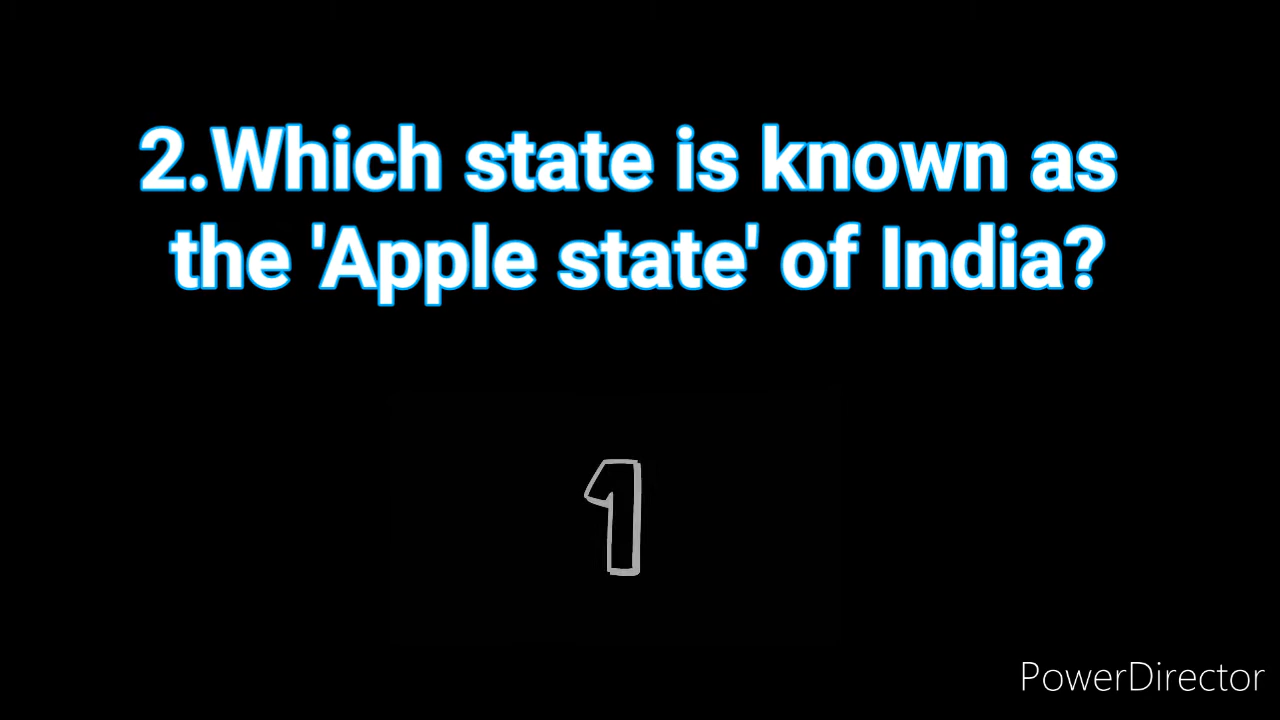 2.Which state is known as
the 'Apple state' of India?
1
PowerDirector